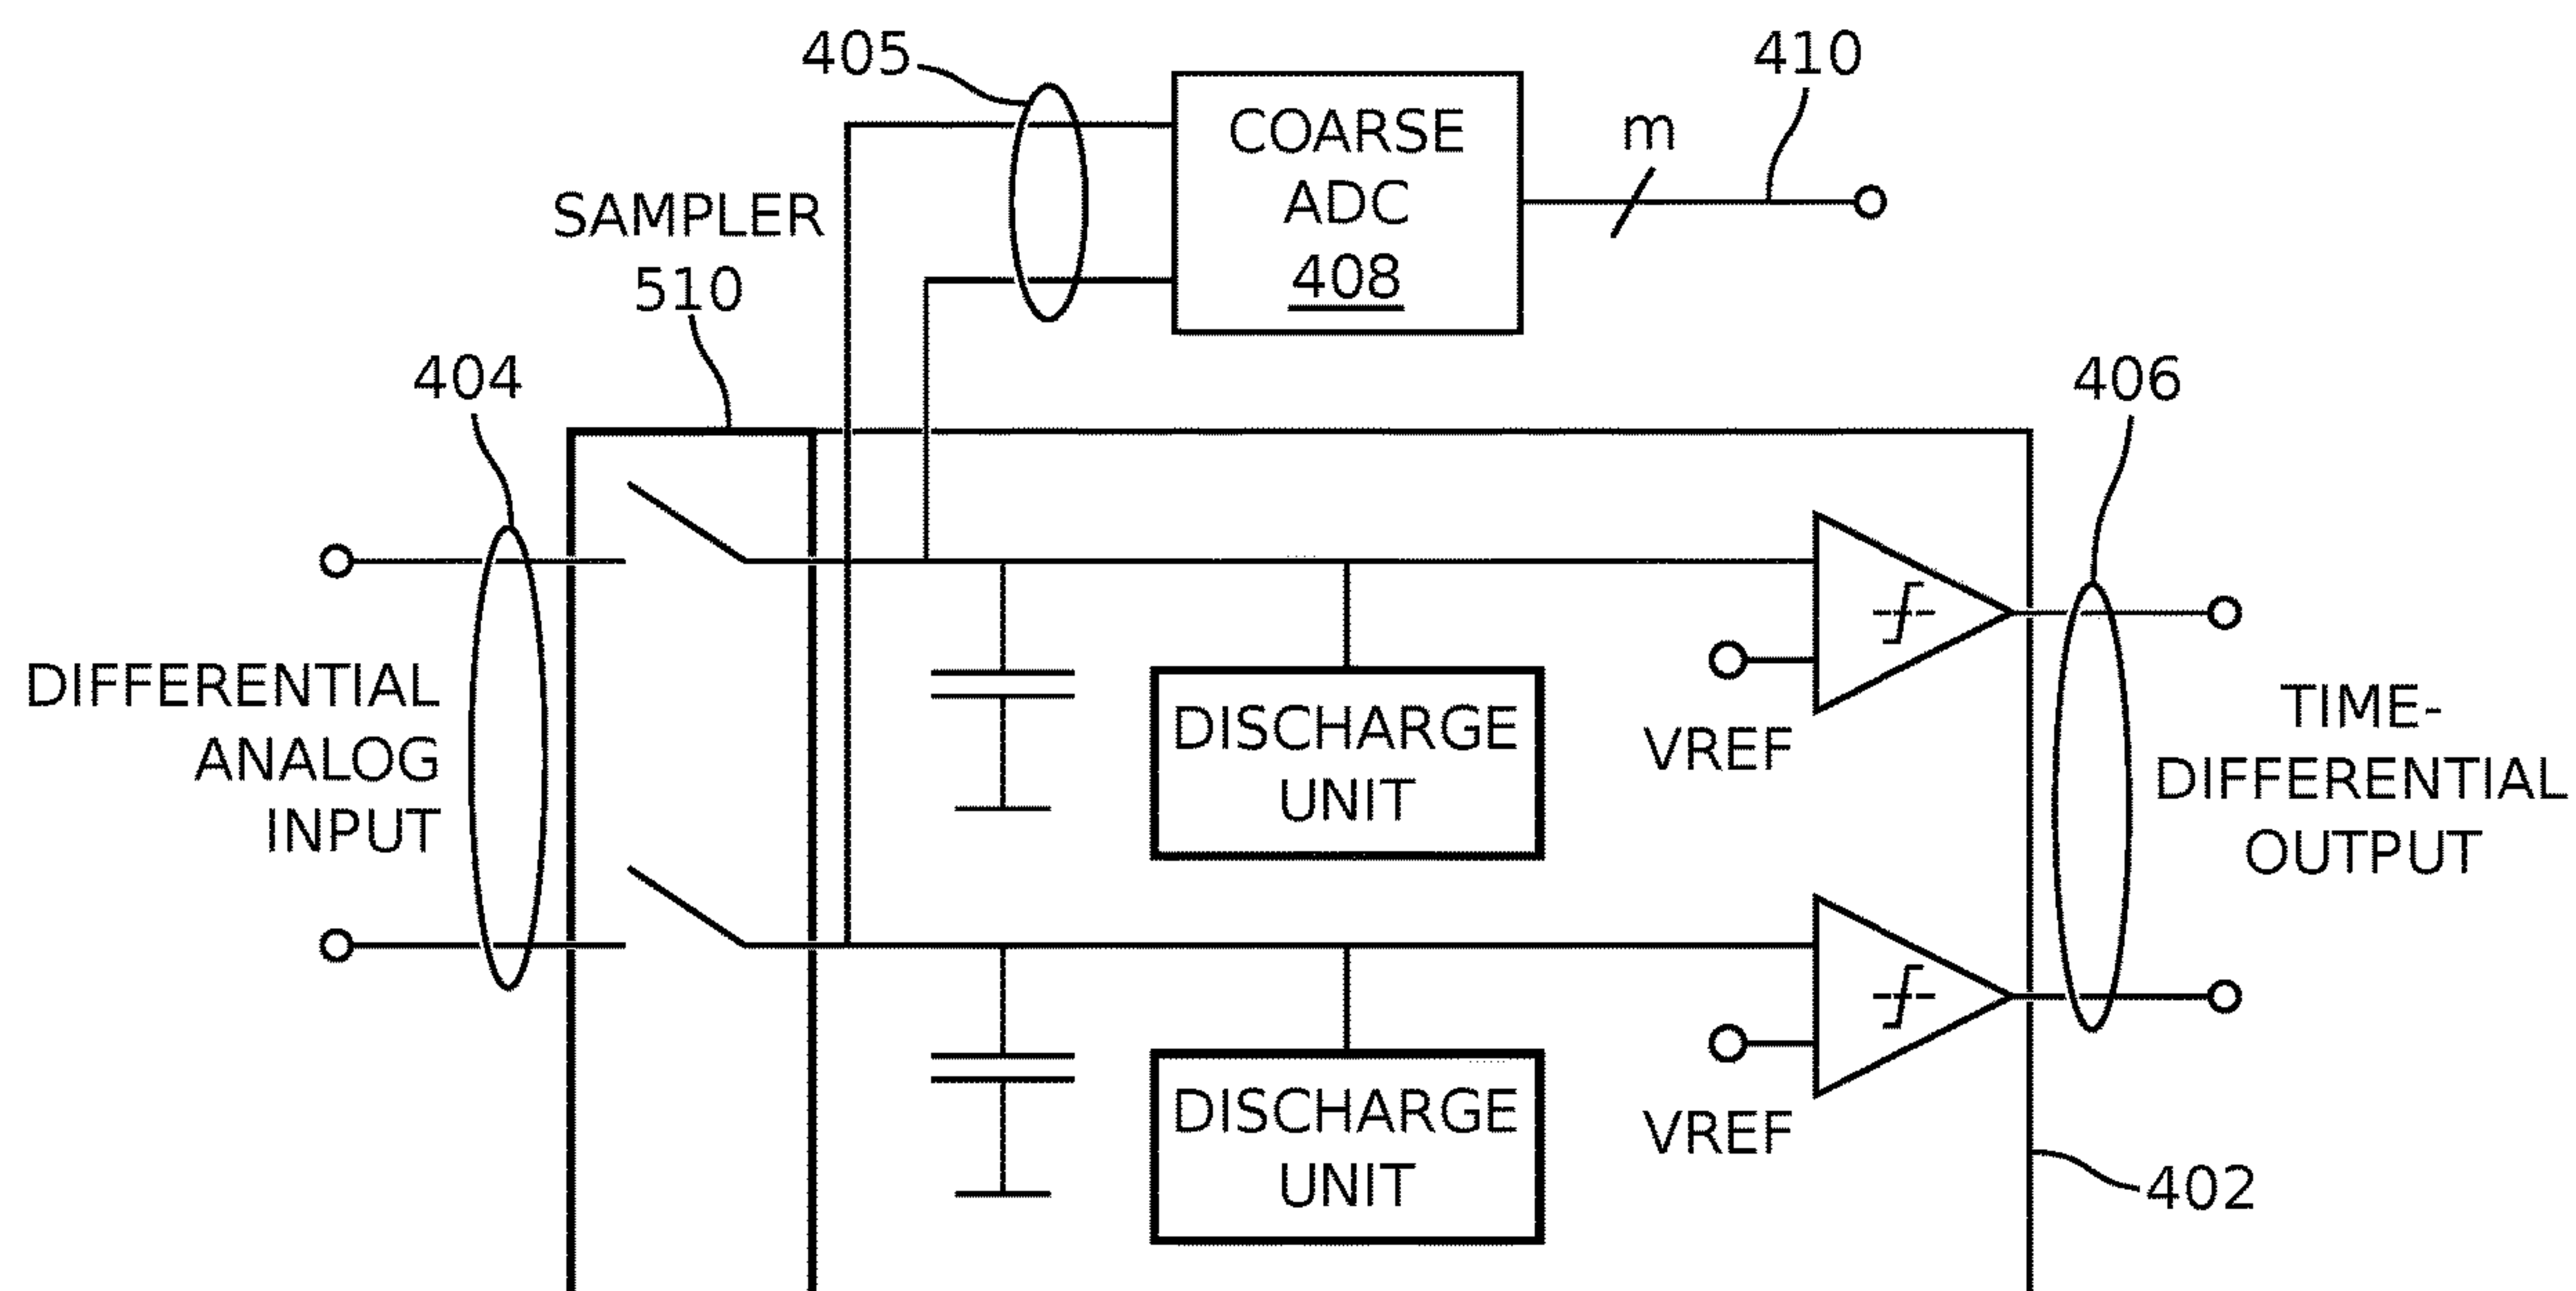 405
410
COARSE
ADC
408
m
SAMPLER
510
404
406
DIFFERENTIAL
ANALOG
INPUT
DISCHARGE
UNIT
VREF
TIME-
DIFFERENTIAL
OUTPUT
DISCHARGE
UNIT
VREF
402